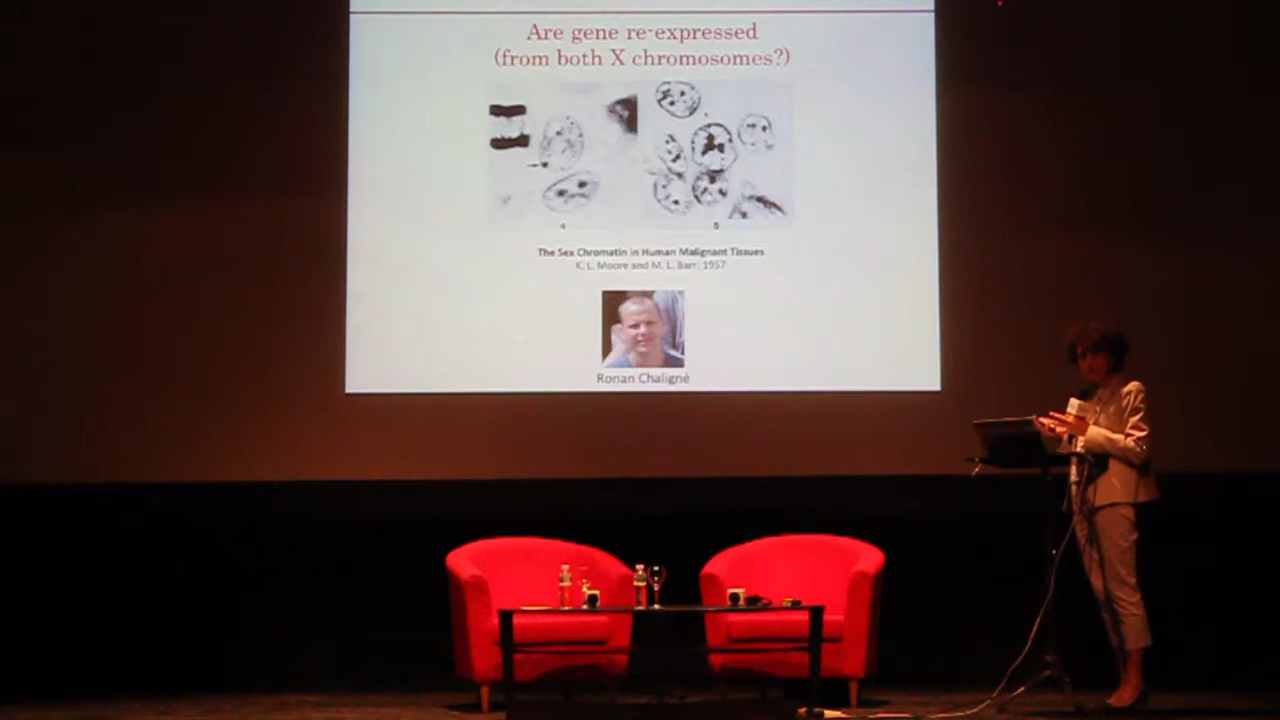 Are gene re-expressed
(from both X chromosomes?)
4
5
The Sex Chromatin in Human Malignant Tissues
K. L. Moore and M. L. Barr, 1957
Ronan Chaligné